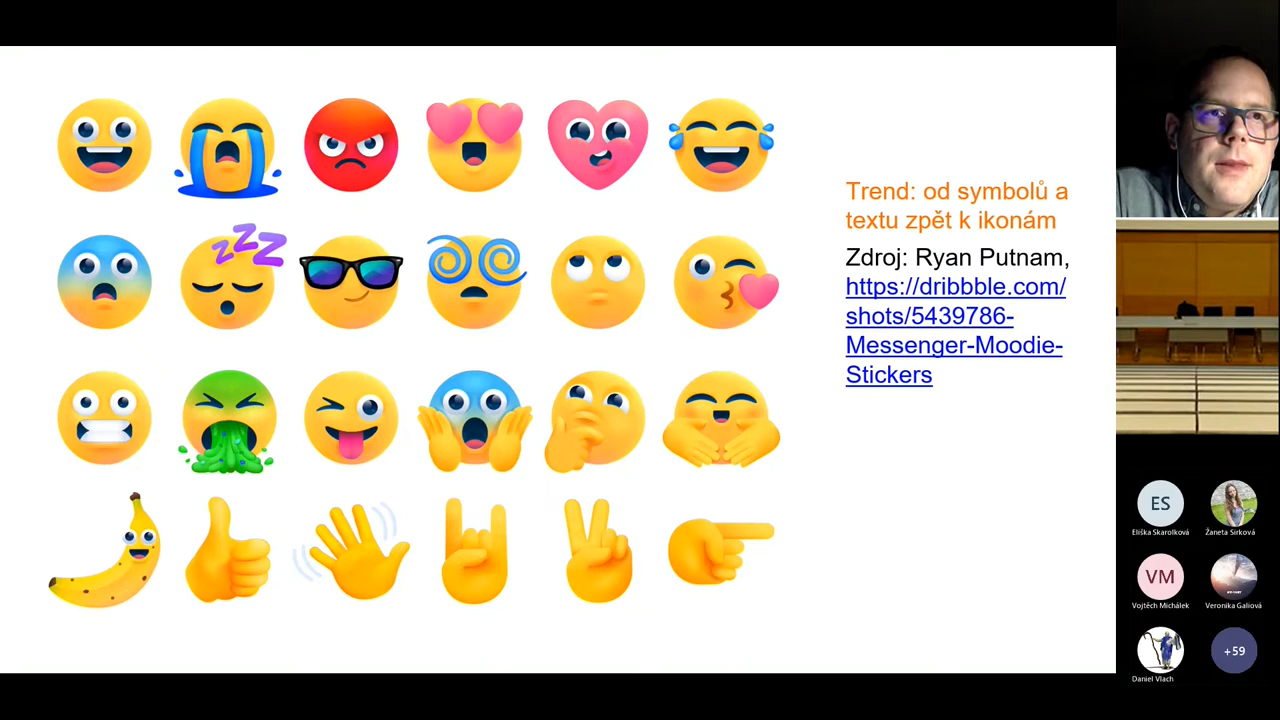 Trend: od symbolů a
textu zpět k ikonám
Zdroj: Ryan Putnam,
https://dribbble.com/
shots/5439786-
Messenger-Moodie-
Stickers
ZZZ
ES
Eliška Skarolková
Žaneta Sirková
VM
Vojtěch Michálek
Veronika Galiová
Daniel Vlach
+59